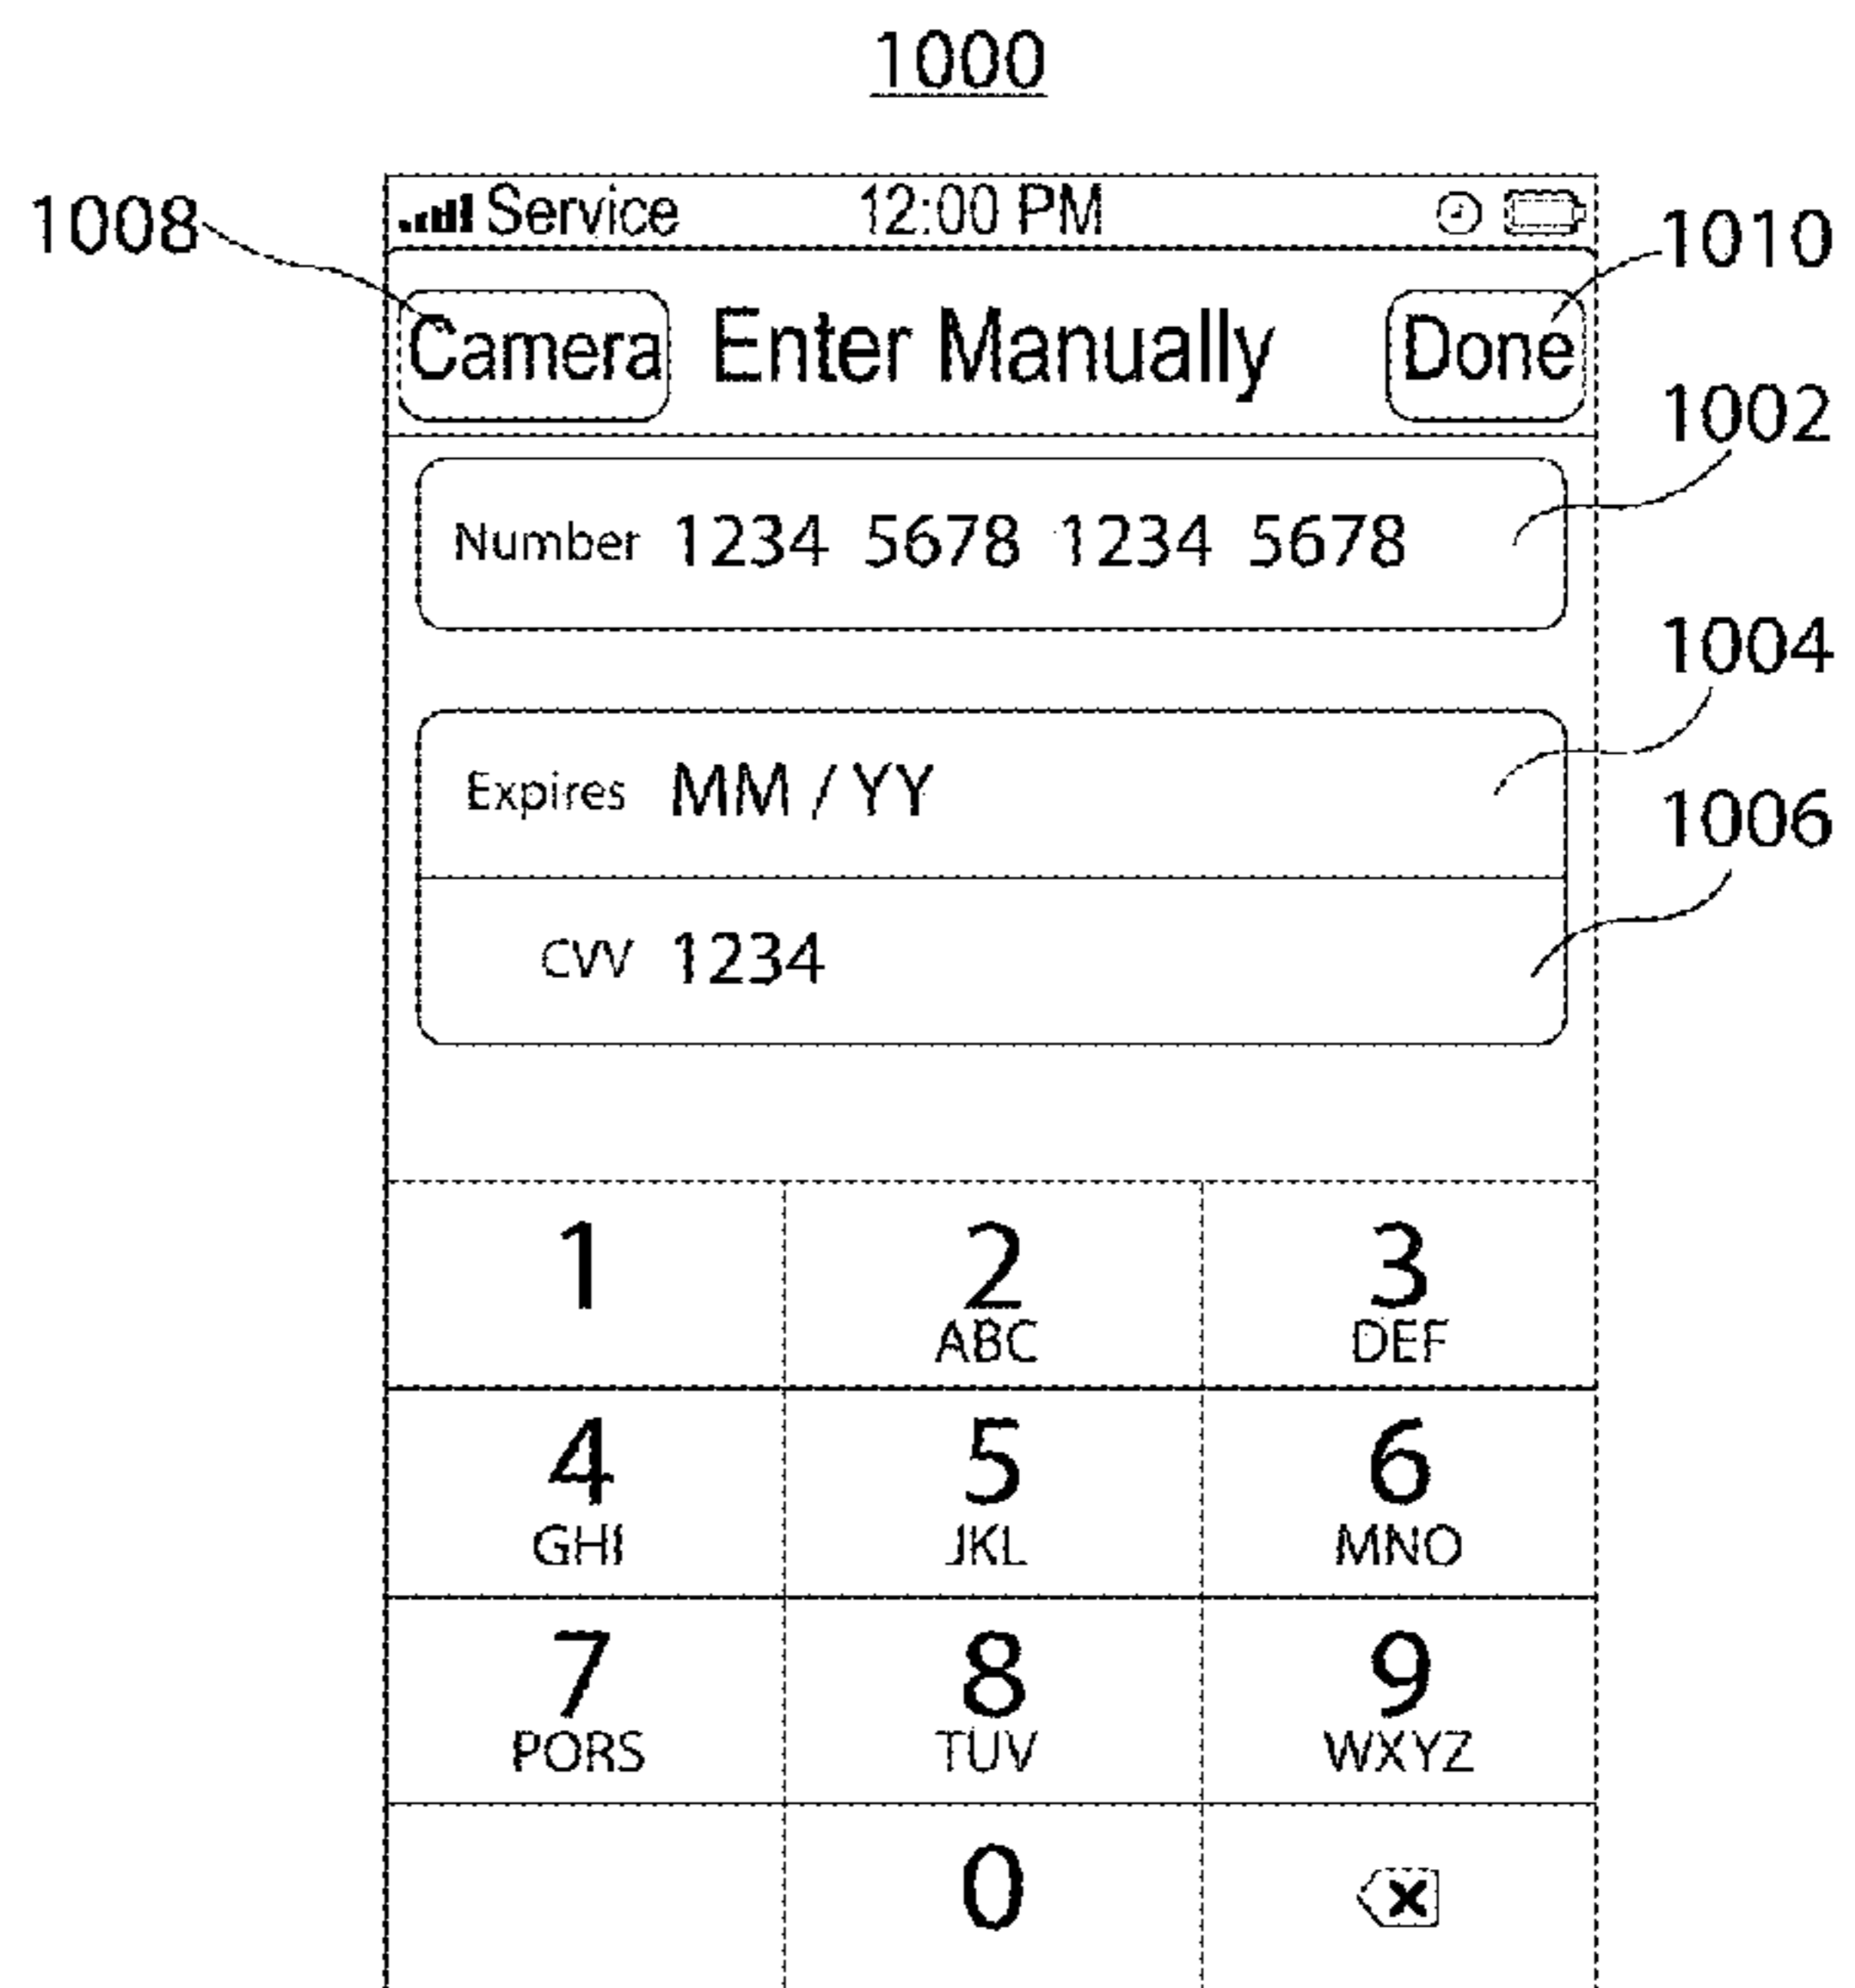 1000
1008
Service 12:00 PM
1010
Camera Enter Manually Done
1002
Number 1234 5678 1234 5678
1004
Expires MM / YY
1006
CVV 1234
1 2 3
ABC DEF
4 5 6
GHI JKL MNO
7 8 9
PORS TUV WXYZ
0